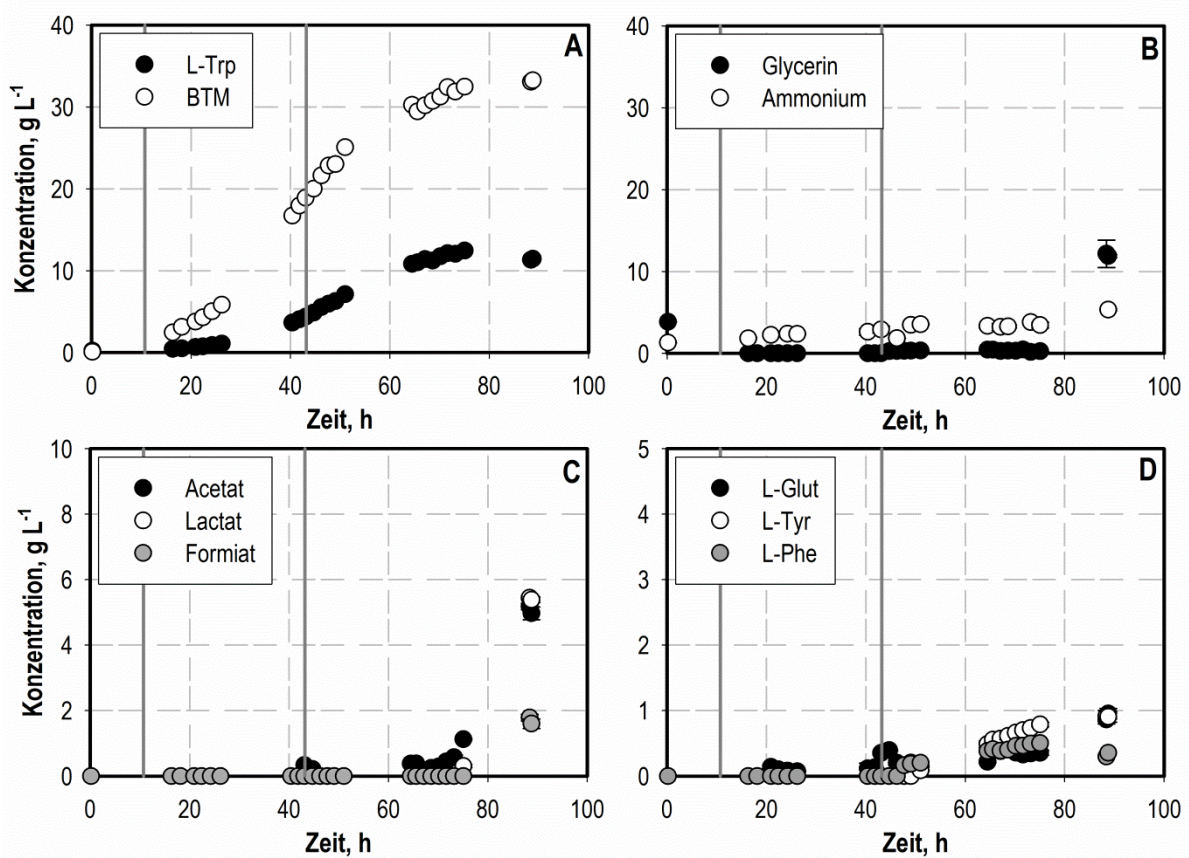 40
30
20
10
0
Konzentration, g L-1
L-Trp
BTM
A
0 20 40 60 80 100
Zeit, h
40
30
20
10
0
Glycerin
Ammonium
B
0 20 40 60 80 100
Zeit, h
10
8
6
4
2
0
Konzentration, g L-1
Acetat
Lactat
Formiat
C
0 20 40 60 80 100
Zeit, h
5
4
3
2
1
0
L-Glut
L-Tyr
L-Phe
D
0 20 40 60 80 100
Zeit, h